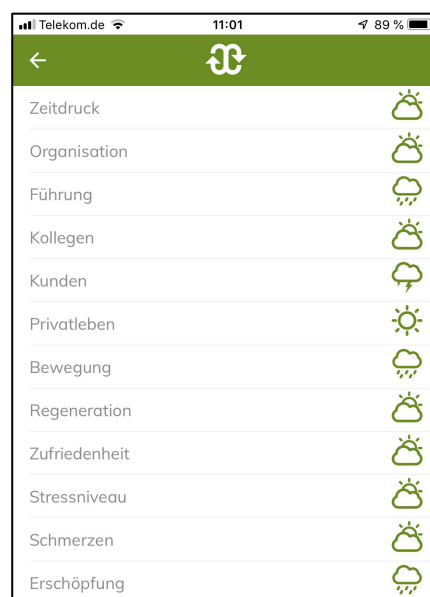 Telekom.de 11:01 89 %
Zeitdruck
Organisation
Führung
Kollegen
Kunden
Privatleben
Bewegung
Regeneration
Zufriedenheit
Stressniveau
Schmerzen
Erschöpfung